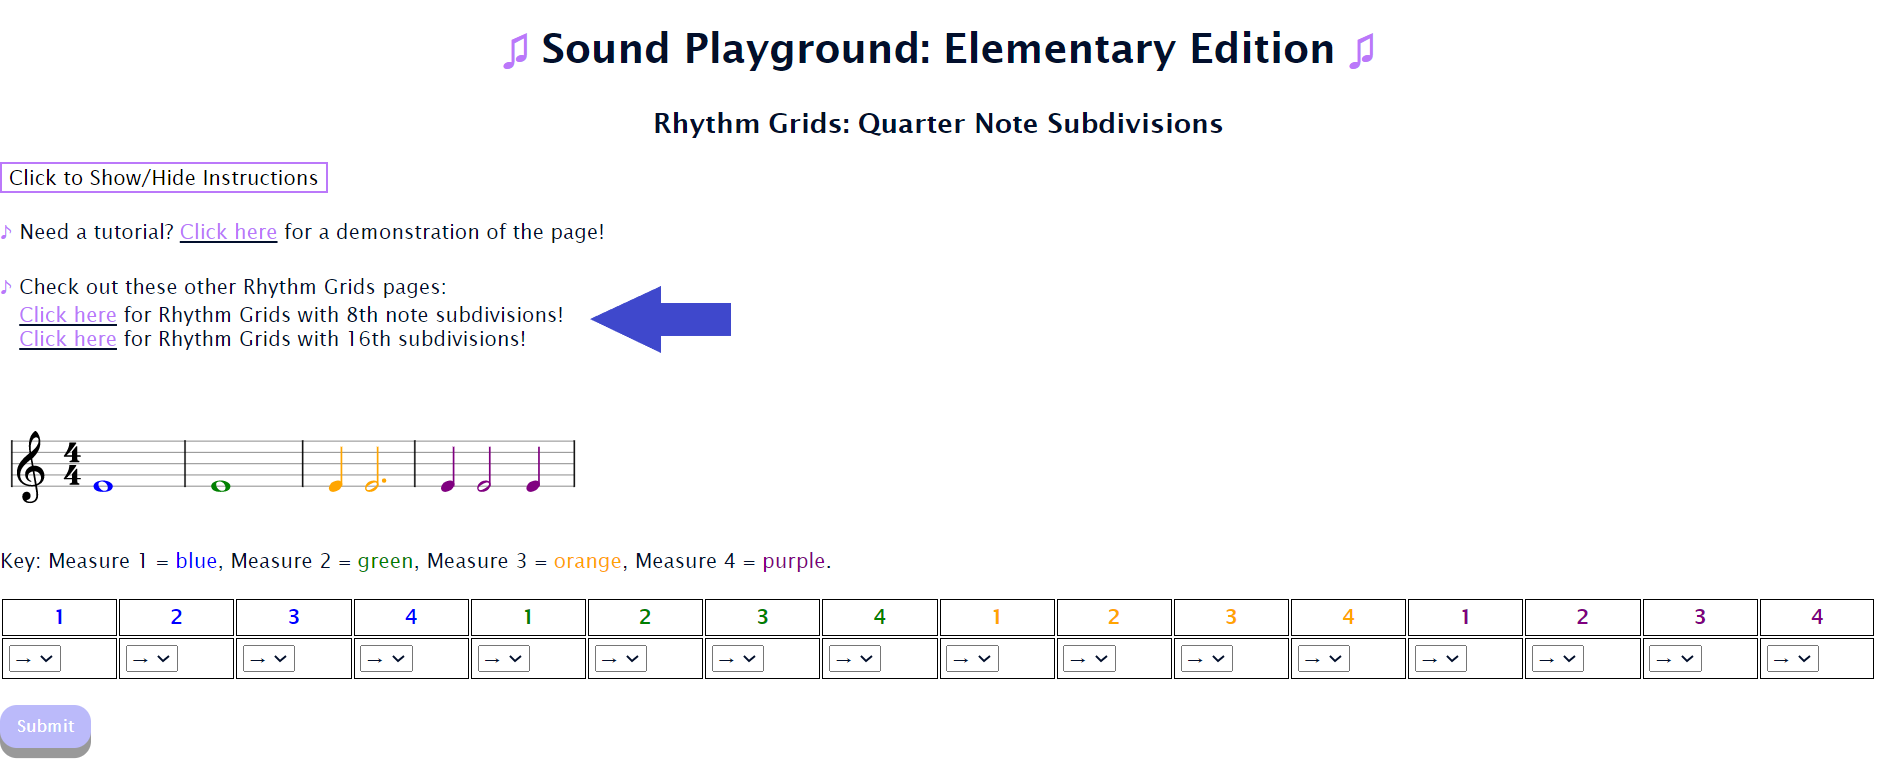 ♫ Sound Playground: Elementary Edition ♫
Rhythm Grids: Quarter Note Subdivisions
Click to Show/Hide Instructions
♪ Need a tutorial? Click here for a demonstration of the page!
♪ Check out these other Rhythm Grids pages:
Click here for Rhythm Grids with 8th note subdivisions!
Click here for Rhythm Grids with 16th subdivisions!
4
4
Key: Measure 1 = blue, Measure 2 = green, Measure 3 = orange, Measure 4 = purple.
1 2 3 4 1 2 3 4 1 2 3 4 1 2 3 4
→ → → → → → → → → → → → → → → →
Submit